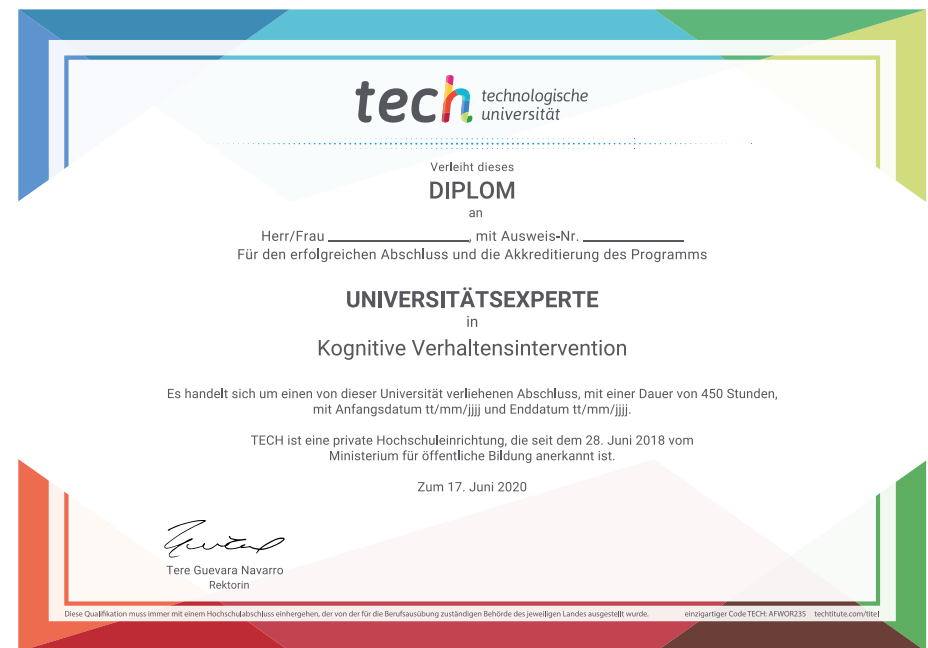 tech technologische
universität
Verleiht dieses
DIPLOM
an
Herr/Frau ____________________, mit Ausweis-Nr. ______________
Für den erfolgreichen Abschluss und die Akkreditierung des Programms
UNIVERSITÄTSEXPERTE
in
Kognitive Verhaltensintervention
Es handelt sich um einen von dieser Universität verliehenen Abschluss, mit einer Dauer von 450 Stunden,
mit Anfangsdatum tt/mm/jjjj und Enddatum tt/mm/jjjj.
TECH ist eine private Hochschuleinrichtung, die seit dem 28. Juni 2018 vom
Ministerium für öffentliche Bildung anerkannt ist.
Zum 17. Juni 2020
Tere Guevara Navarro
Rektorin
Diese Qualifikation muss immer mit einem Hochschulabschluss einhergehen, der von der für die Berufsausübung zuständigen Behörde des jeweiligen Landes ausgestellt wurde. einzigartiger Code TECH: AFWOR23S techtitute.com/titel